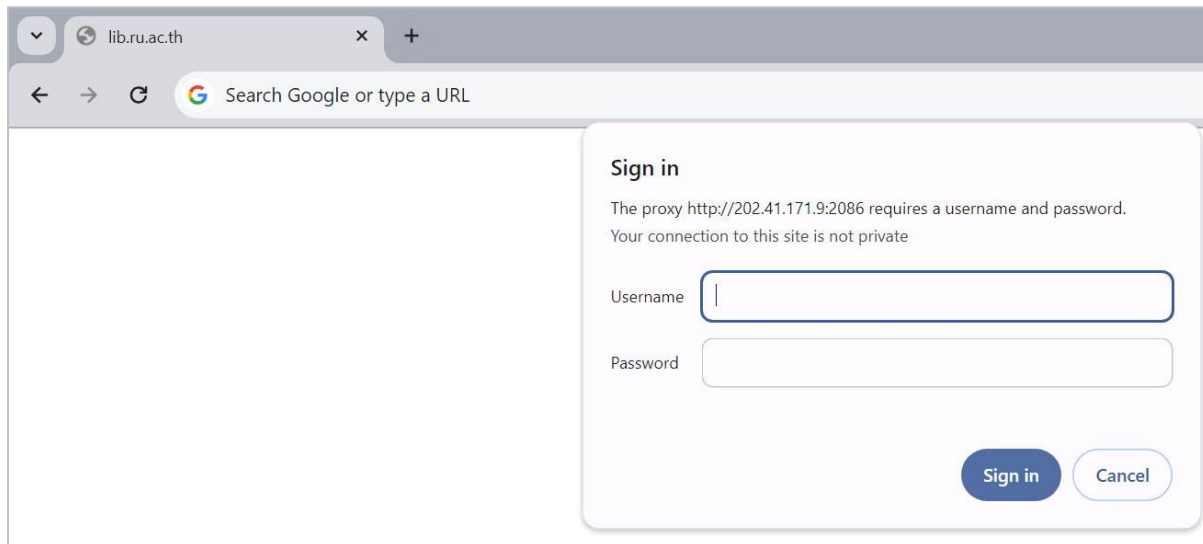 lib.ru.ac.th
Search Google or type a URL
Sign in
The proxy http://202.41.171.9:2086 requires a username and password.
Your connection to this site is not private
Username
Password
Sign in Cancel